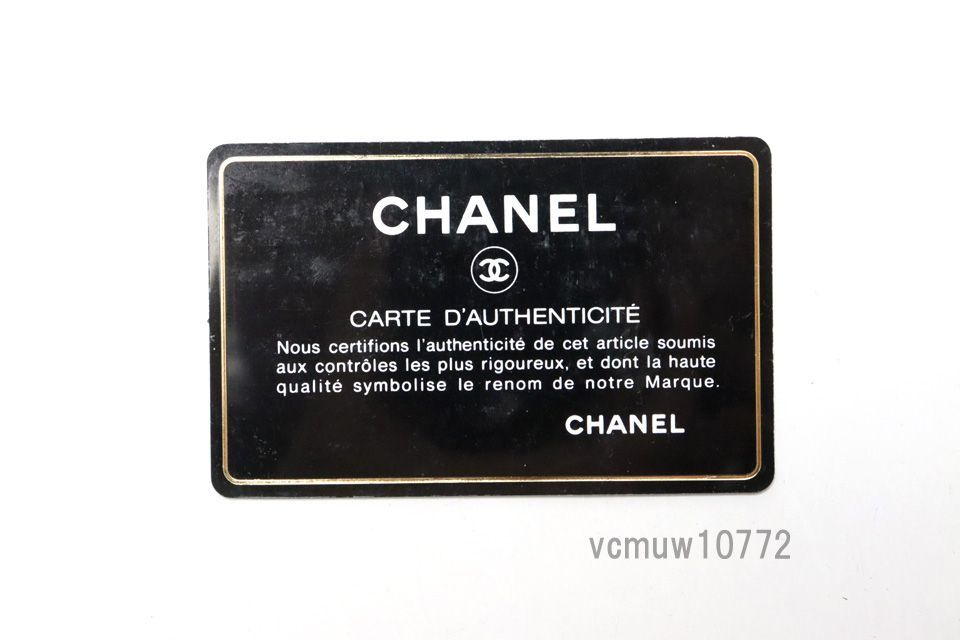 CHANEL
CARTE D'AUTHENTICITÉ
Nous certifions l'authenticité de cet article soumis
aux contrôles les plus rigoureux, et dont la haute
qualité symbolise le renom de notre Marque.
CHANEL
vcmuw10772